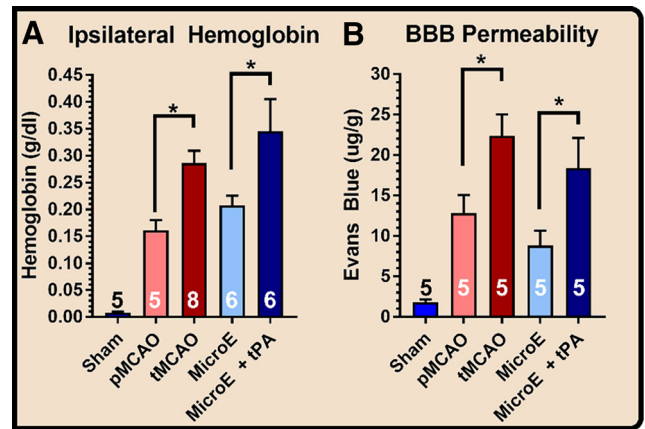 A Ipsilateral Hemoglobin
Hemoglobin (g/dl)
0.45
0.40
0.35
0.30
0.25
0.20
0.15
0.10
0.05
0.00
*
*
5
5
8
6
6
Sham
pMCAO
tMCAO
MicroE
MicroE + tPA
B BBB Permeability
Evans Blue (ug/g)
30
25
20
15
10
5
0
*
*
5
5
5
5
5
Sham
pMCAO
tMCAO
MicroE
MicroE + tPA